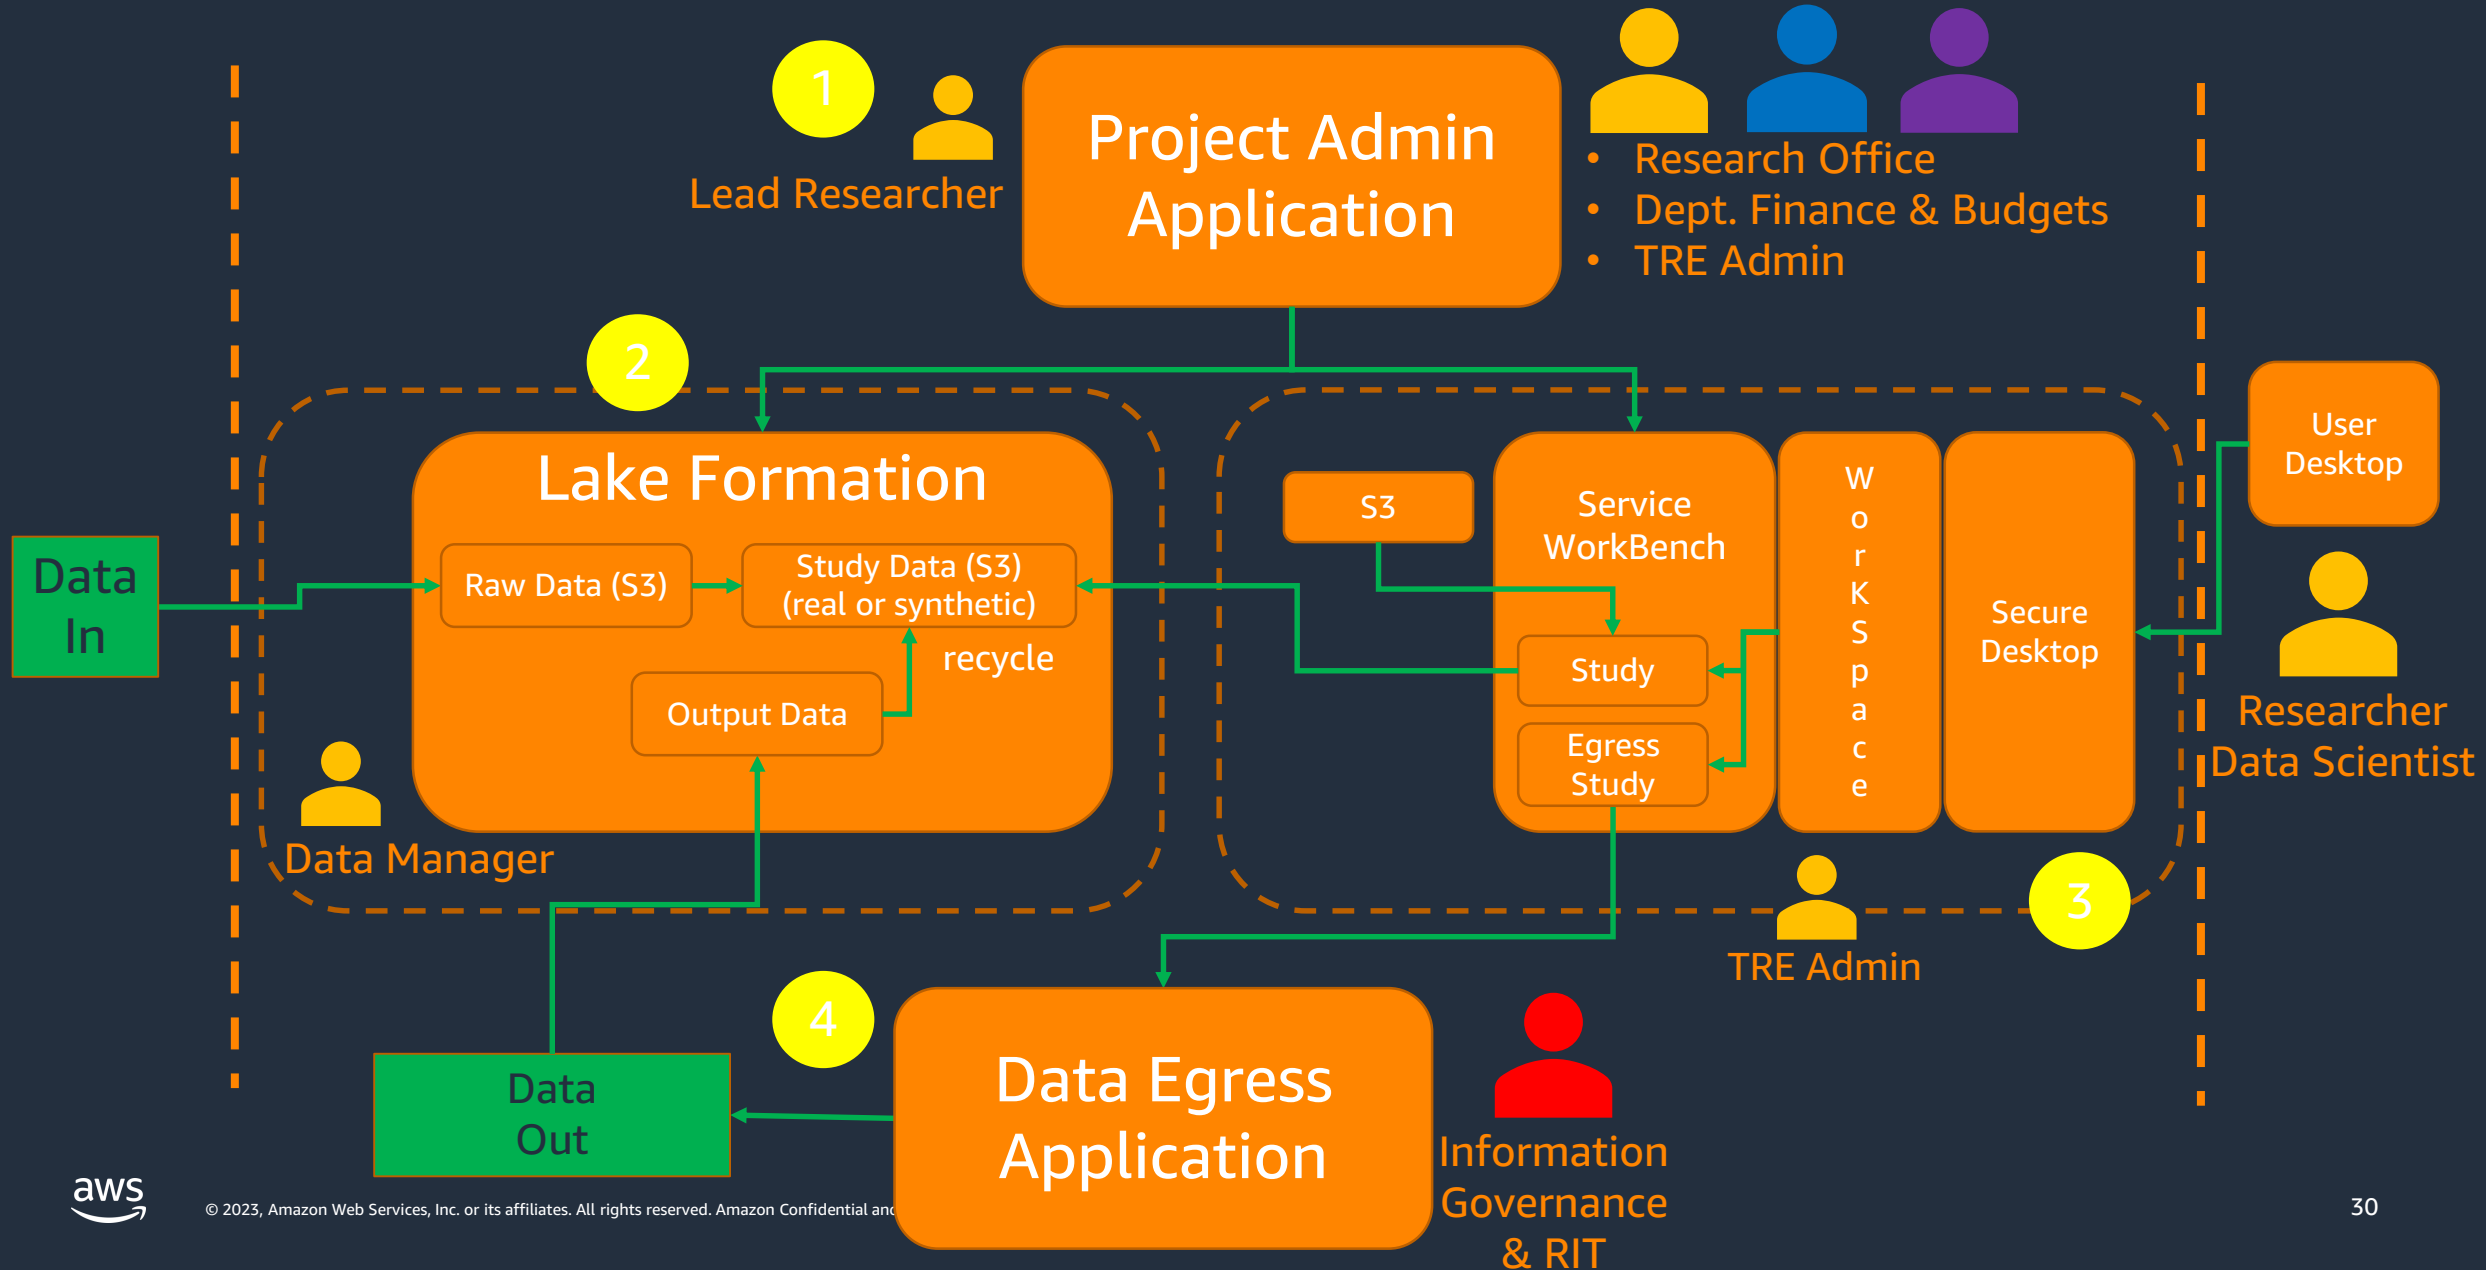 1
Lead Researcher
Project Admin
Application
• Research Office
• Dept. Finance & Budgets
• TRE Admin
2
Lake Formation
Raw Data (S3)
Study Data (S3)
(real or synthetic)
recycle
Output Data
Data
In
Data Manager
S3
Service
WorkBench
Study
Egress
Study
W
o
r
K
S
p
a
c
e
Secure
Desktop
User
Desktop
Researcher
Data Scientist
3
TRE Admin
4
Data Egress
Application
Data
Out
Information
Governance
& RIT
aws
© 2023, Amazon Web Services, Inc. or its affiliates. All rights reserved. Amazon Confidential and
30